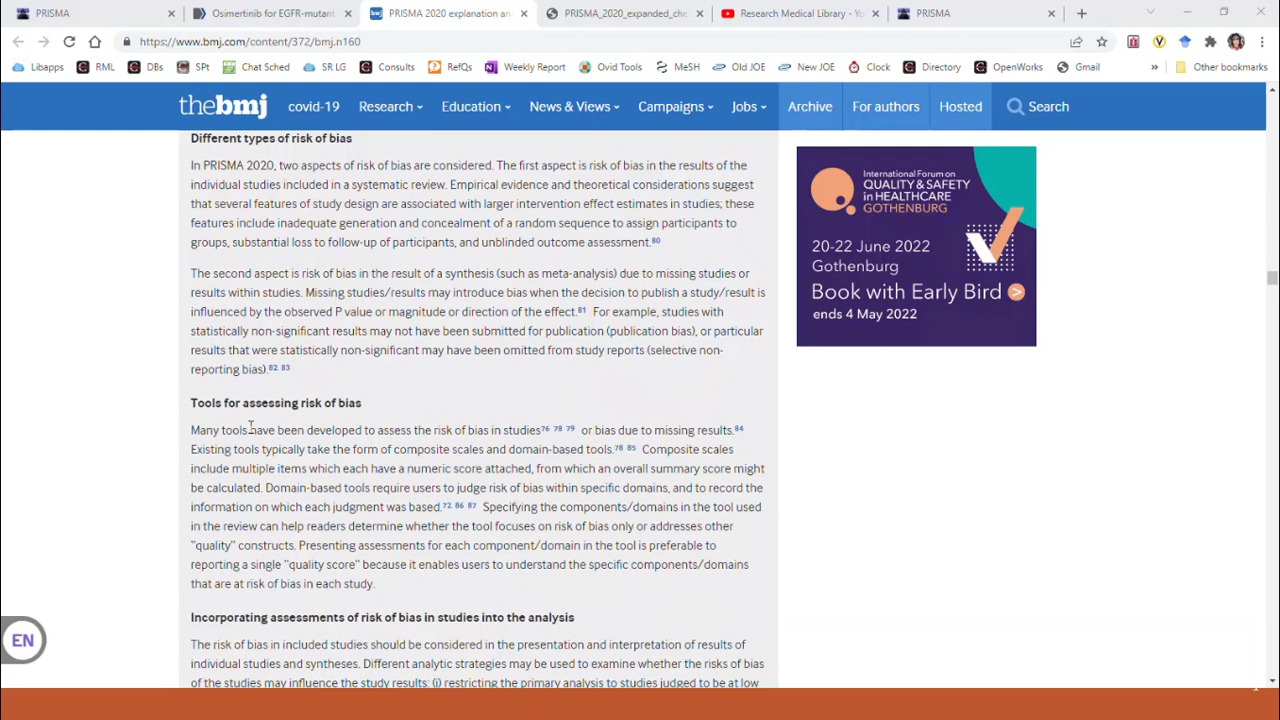 PRISMA
Osimertinib for EGFR-mutant
PRISMA 2020 explanation an
PRISMA_2020_expanded_che
Research Medical Library - Yo
PRISMA
https://www.bmj.com/content/372/bmj.n160
Libapps
RML
DBs
SPt
Chat Sched
SR LG
Consults
RefQs
Weekly Report
Ovid Tools
MeSH
Old JOE
New JOE
Clock
Directory
OpenWorks
Gmail
»
Other bookmarks
thebmj
covid-19
Research
Education
News & Views
Campaigns
Jobs
Archive
For authors
Hosted
Search
Different types of risk of bias
In PRISMA 2020, two aspects of risk of bias are considered. The first aspect is risk of bias in the results of the
individual studies included in a systematic review. Empirical evidence and theoretical considerations suggest
that several features of study design are associated with larger intervention effect estimates in studies; these
features include inadequate generation and concealment of a random sequence to assign participants to
groups, substantial loss to follow-up of participants, and unblinded outcome assessment.80
The second aspect is risk of bias in the result of a synthesis (such as meta-analysis) due to missing studies or
results within studies. Missing studies/results may introduce bias when the decision to publish a study/result is
influenced by the observed P value or magnitude or direction of the effect.81 For example, studies with
statistically non-significant results may not have been submitted for publication (publication bias), or particular
results that were statistically non-significant may have been omitted from study reports (selective non-
reporting bias).82 83
Tools for assessing risk of bias
Many tools have been developed to assess the risk of bias in studies76 78 79 or bias due to missing results.84
Existing tools typically take the form of composite scales and domain-based tools.78 85 Composite scales
include multiple items which each have a numeric score attached, from which an overall summary score might
be calculated. Domain-based tools require users to judge risk of bias within specific domains, and to record the
information on which each judgment was based.72 86 87 Specifying the components/domains in the tool used
in the review can help readers determine whether the tool focuses on risk of bias only or addresses other
"quality" constructs. Presenting assessments for each component/domain in the tool is preferable to
reporting a single "quality score" because it enables users to understand the specific components/domains
that are at risk of bias in each study.
Incorporating assessments of risk of bias in studies into the analysis
The risk of bias in included studies should be considered in the presentation and interpretation of results of
individual studies and syntheses. Different analytic strategies may be used to examine whether the risks of bias
of the studies may influence the study results: (i) restricting the primary analysis to studies judged to be at low
International Forum on
QUALITY & SAFETY
in HEALTHCARE
GOTHENBURG
20-22 June 2022
Gothenburg
Book with Early Bird >
ends 4 May 2022
EN